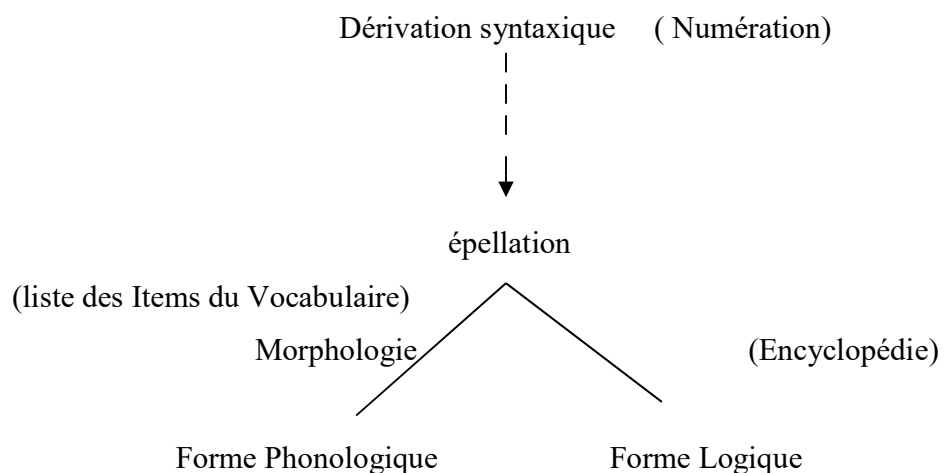 Dérivation syntaxique ( Numération)
épellation
(liste des Items du Vocabulaire)
Morphologie (Encyclopédie)
Forme Phonologique Forme Logique